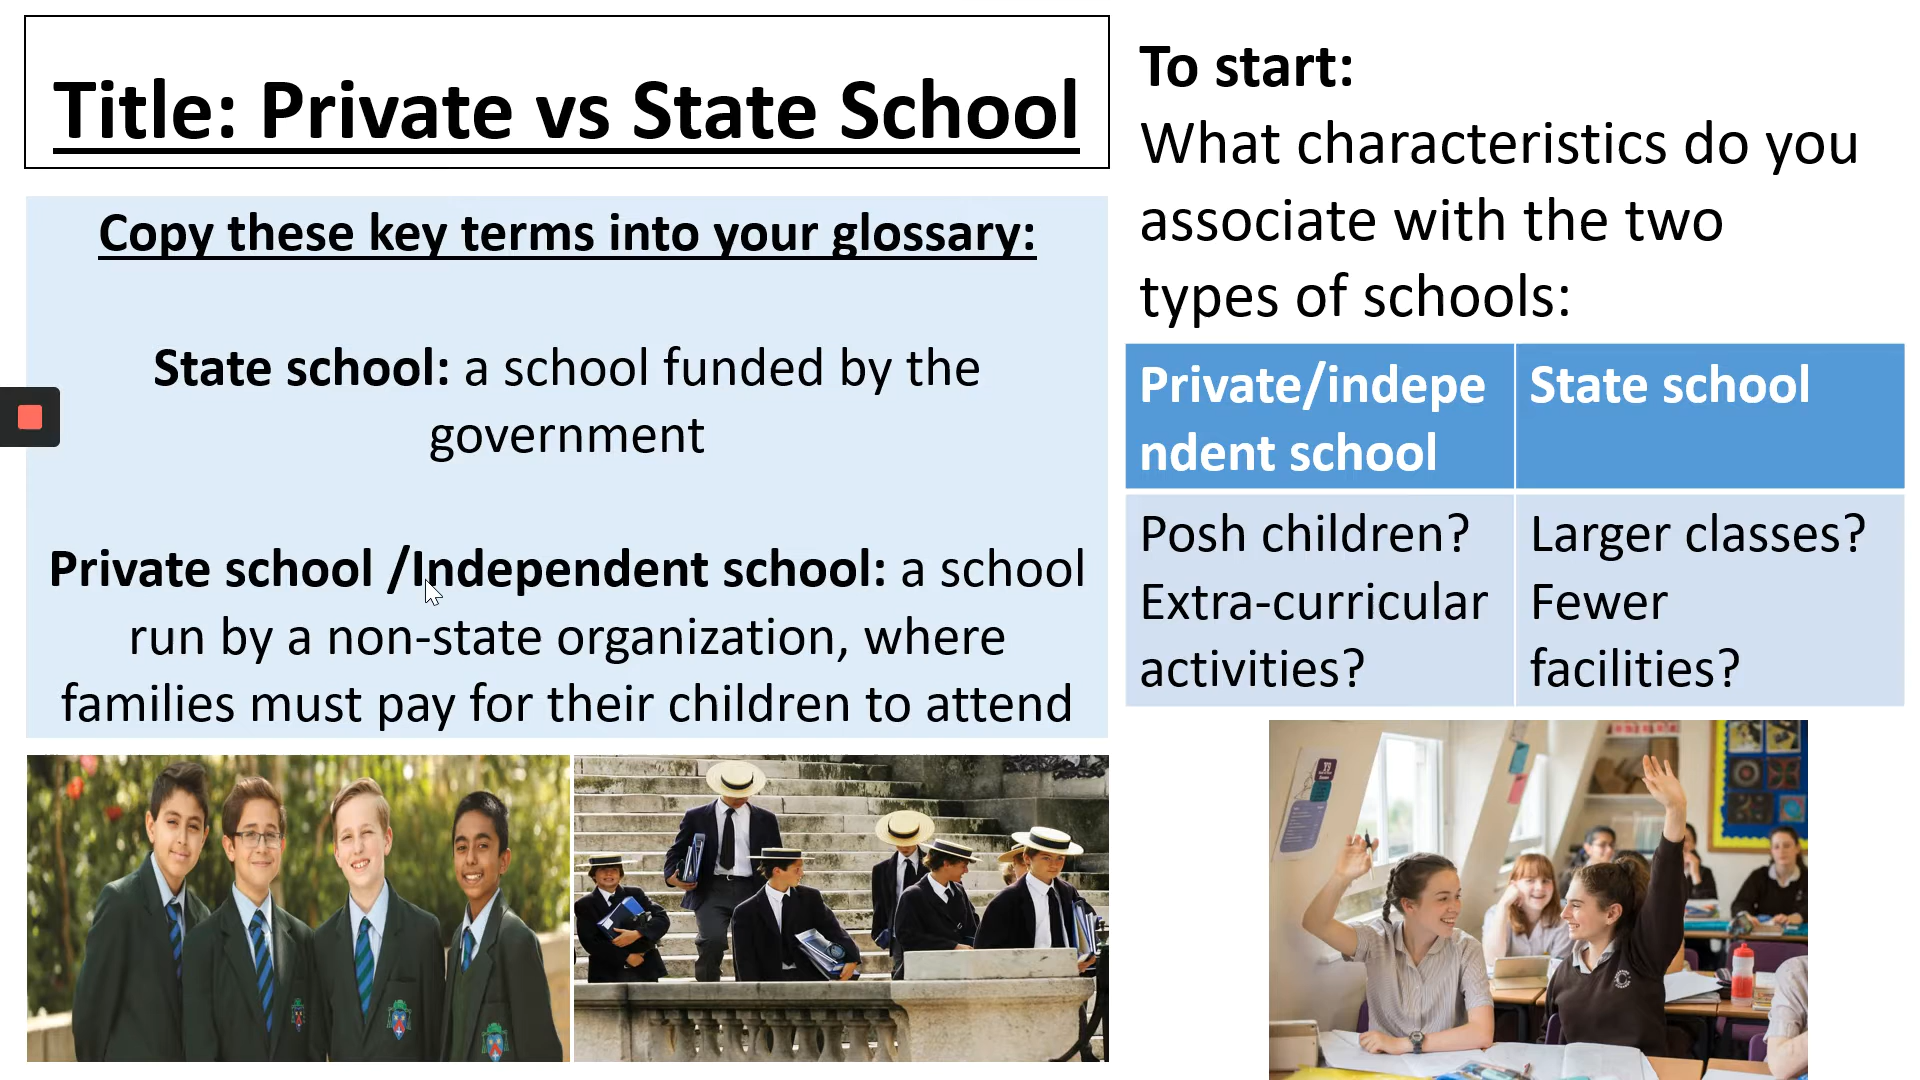 Title: Private vs State School
Copy these key terms into your glossary:
State school: a school funded by the
government
Private school /Independent school: a school
run by a non-state organization, where
families must pay for their children to attend
To start:
What characteristics do you
associate with the two
types of schools:
Private/indepe
ndent school
State school
Posh children?
Extra-curricular
activities?
Larger classes?
Fewer
facilities?